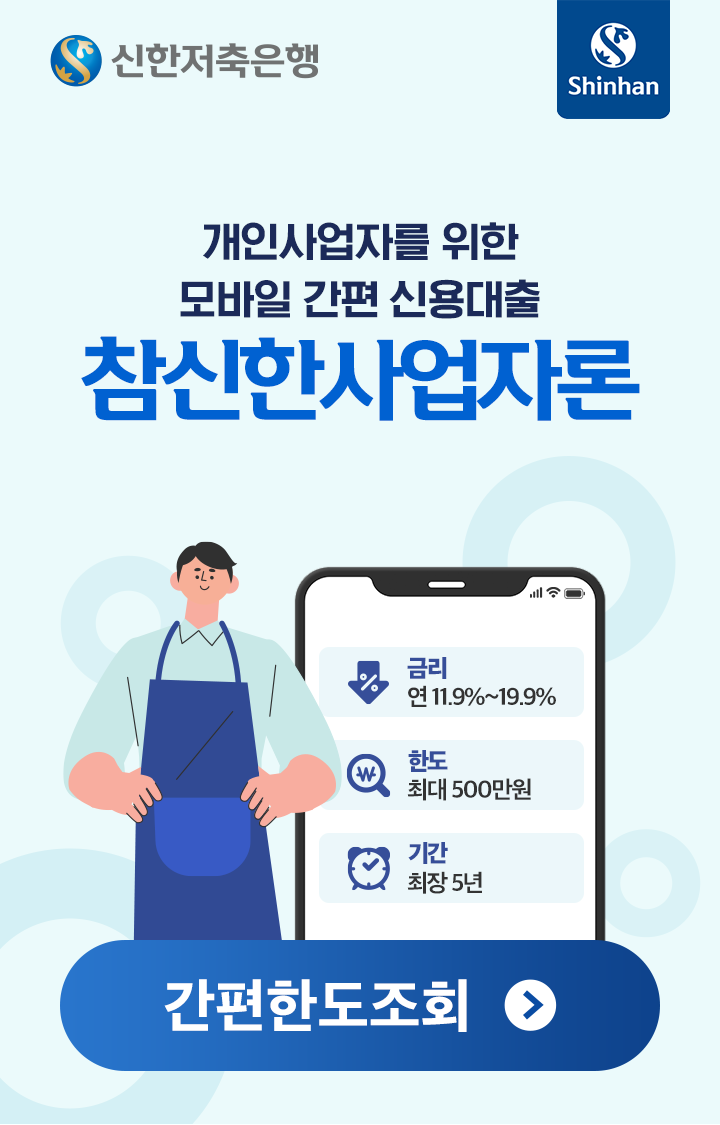 신한저축은행
Shinhan
개인사업자를 위한
모바일 간편 신용대출
참신한사업자론
금리
연 11.9%~19.9%
한도
최대 500만원
기간
최장 5년
간편한도조회